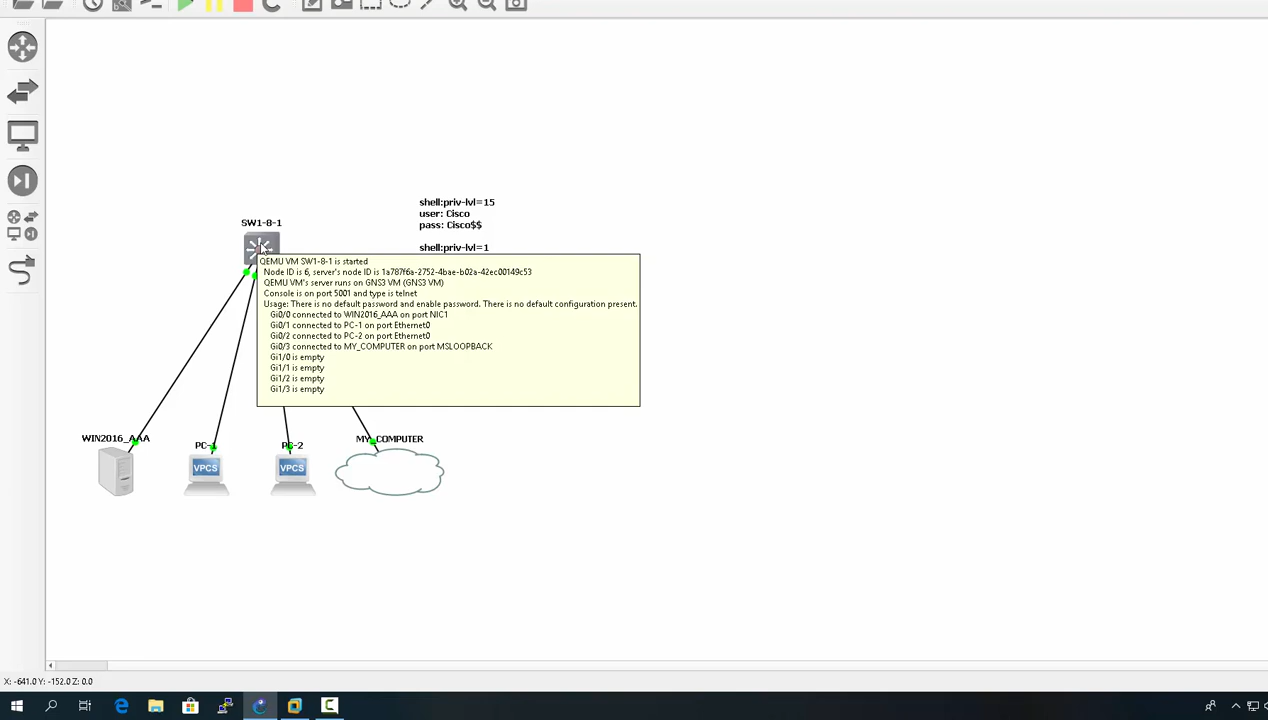 shell:priv-lvl=15
user: Cisco
pass: Cisco$$
SW1-8-1
shell:priv-lvl=1
QEMU VM SW1-8-1 is started
Node ID is 6, server's node ID is 1a787f6a-2752-4bae-b02a-42ec00149c53
QEMU VM's server runs on GNS3 VM (GNS3 VM)
Console is on port 5001 and type is telnet
Usage: There is no default password and enable password. There is no default configuration present.
Gi0/0 connected to WIN2016_AAA on port NIC1
Gi0/1 connected to PC-1 on port Ethernet0
Gi0/2 connected to PC-2 on port Ethernet0
Gi0/3 connected to MY_COMPUTER on port MSLOOPBACK
Gi1/0 is empty
Gi1/1 is empty
Gi1/2 is empty
Gi1/3 is empty
WIN2016_AAA
PC-1
PC-2
MY_COMPUTER
VPCS
VPCS
X: -641.0 Y: -152.0 Z: 0.0